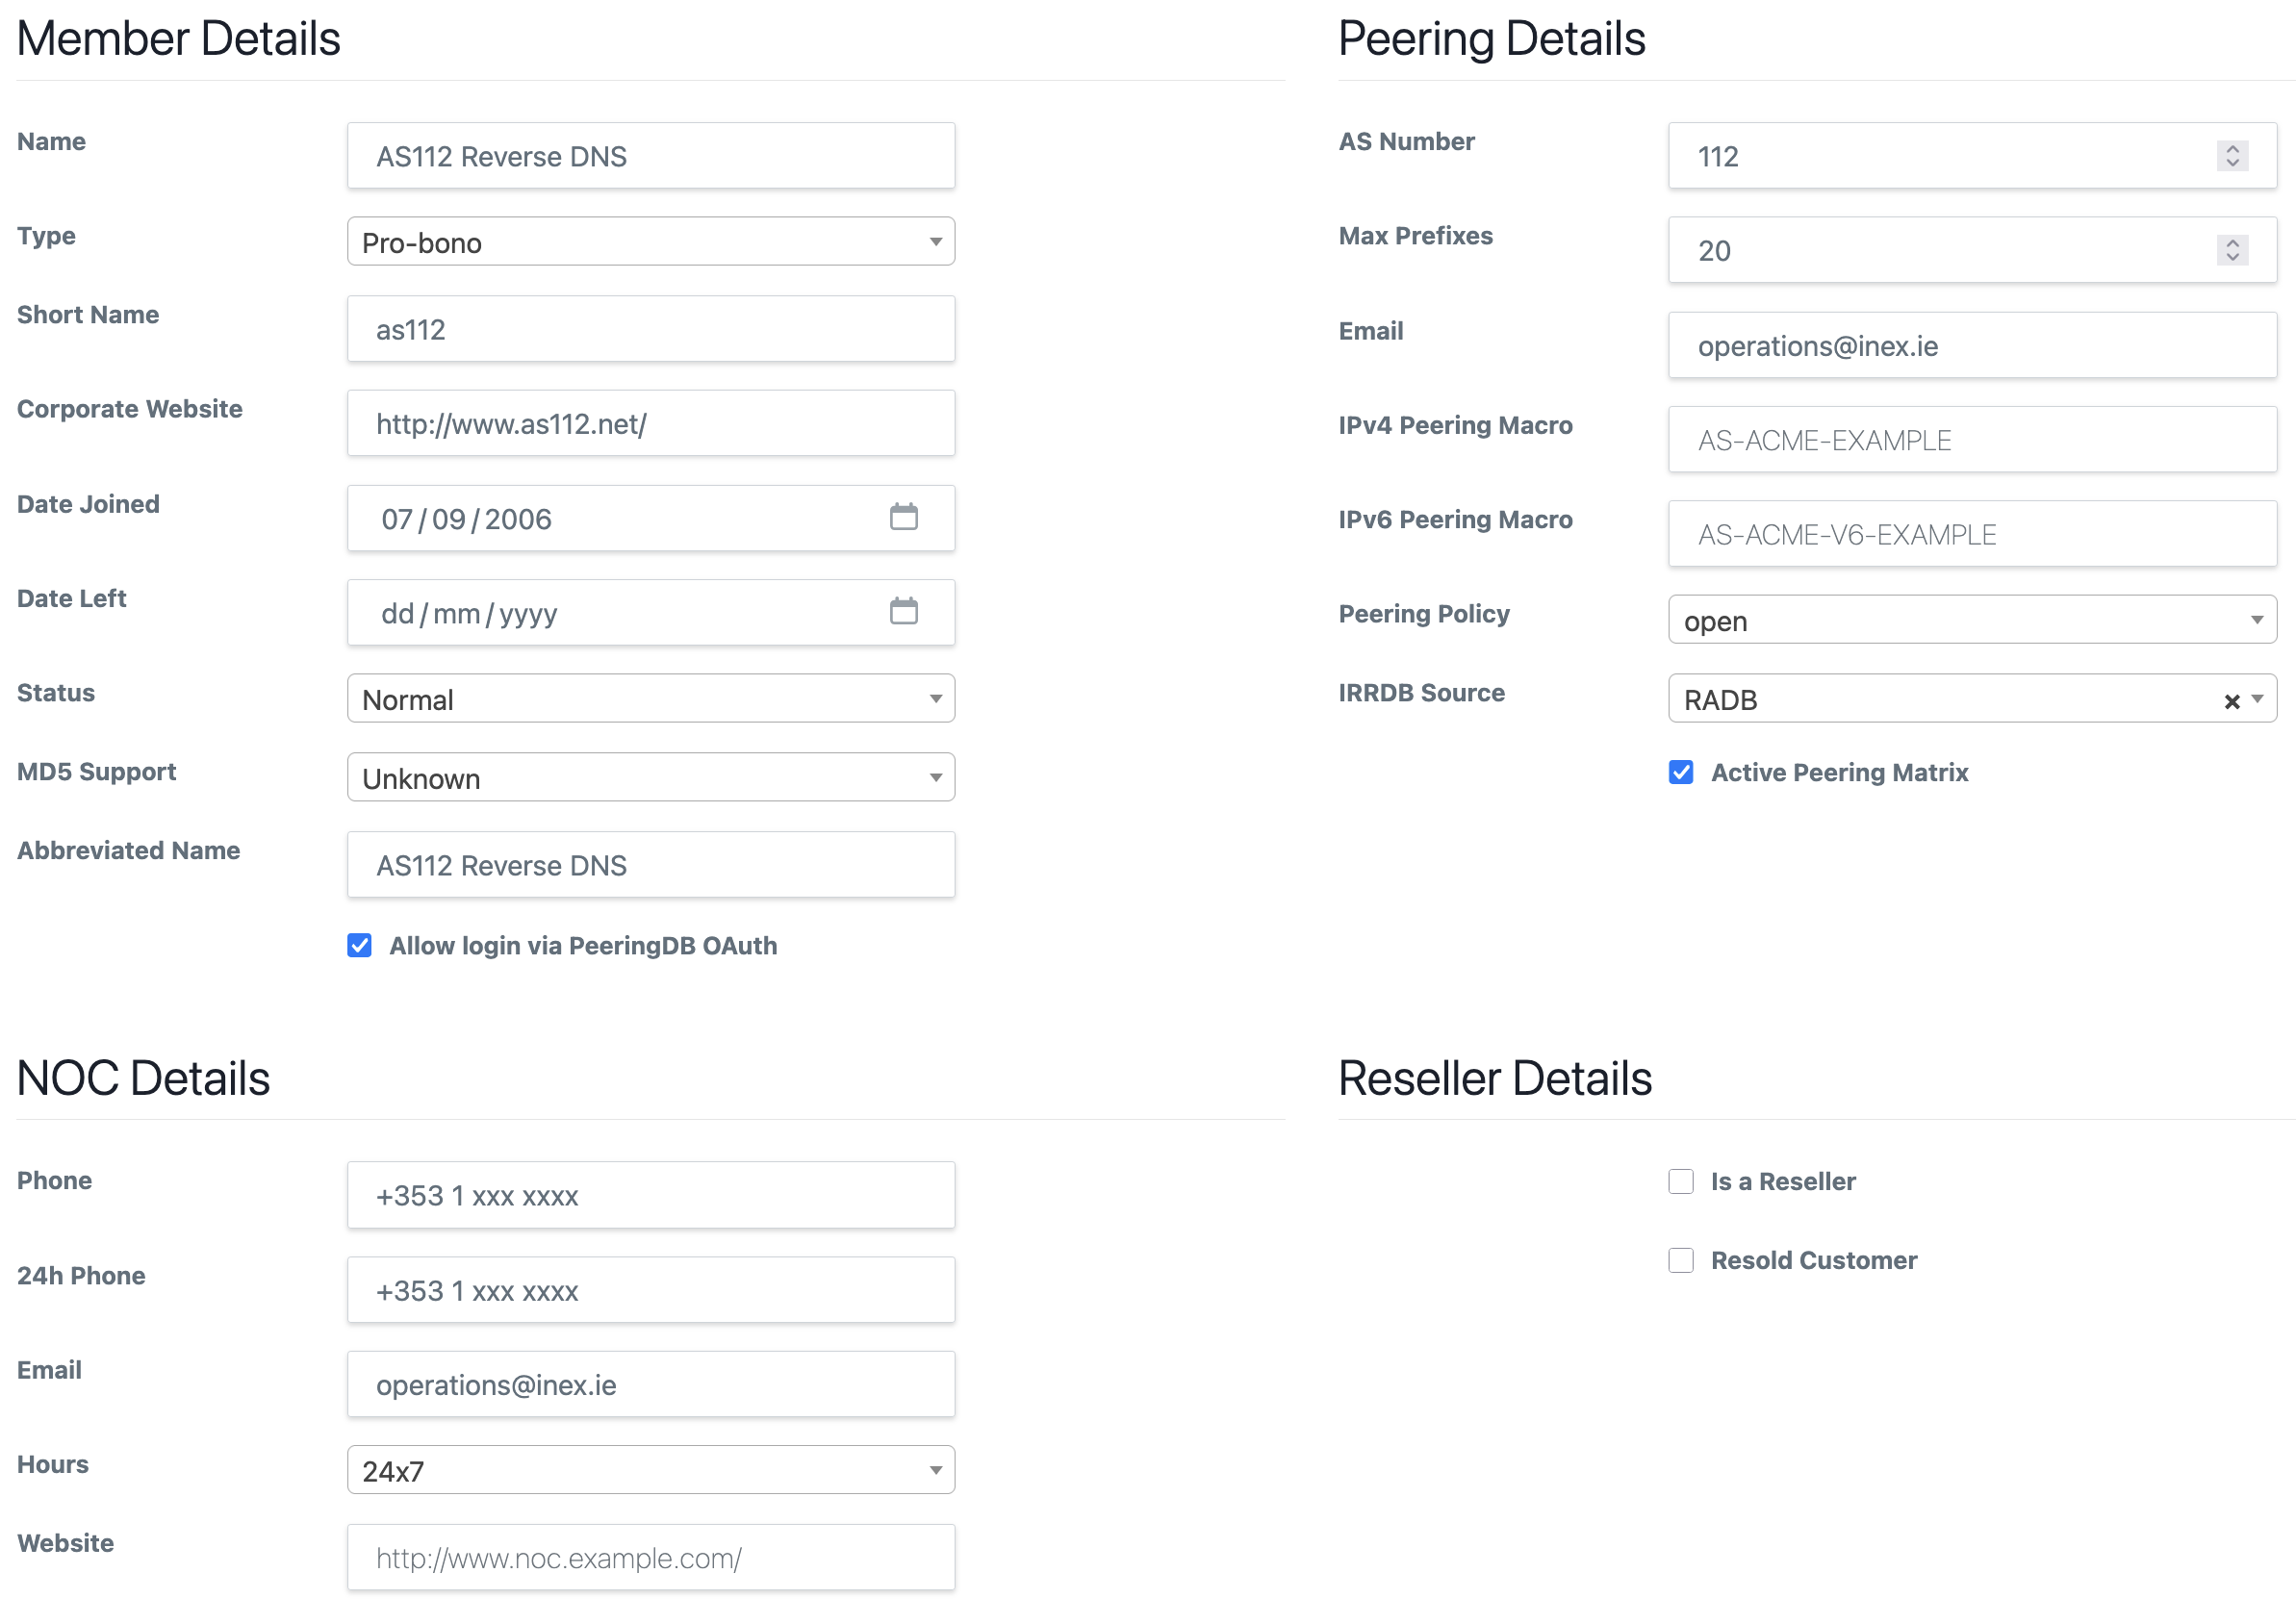 Member Details
Name
AS112 Reverse DNS
Type
Pro-bono
Short Name
as112
Corporate Website
http://www.as112.net/
Date Joined
07/09/2006
Date Left
dd/mm/yyyy
Status
Normal
MD5 Support
Unknown
Abbreviated Name
AS112 Reverse DNS
Allow login via PeeringDB OAuth
Peering Details
AS Number
112
Max Prefixes
20
Email
operations@inex.ie
IPv4 Peering Macro
AS-ACME-EXAMPLE
IPv6 Peering Macro
AS-ACME-V6-EXAMPLE
Peering Policy
open
IRRDB Source
RADB
Active Peering Matrix
NOC Details
Phone
+353 1 xxx xxxx
24h Phone
+353 1 xxx xxxx
Email
operations@inex.ie
Hours
24x7
Website
http://www.noc.example.com/
Reseller Details
Is a Reseller
Resold Customer